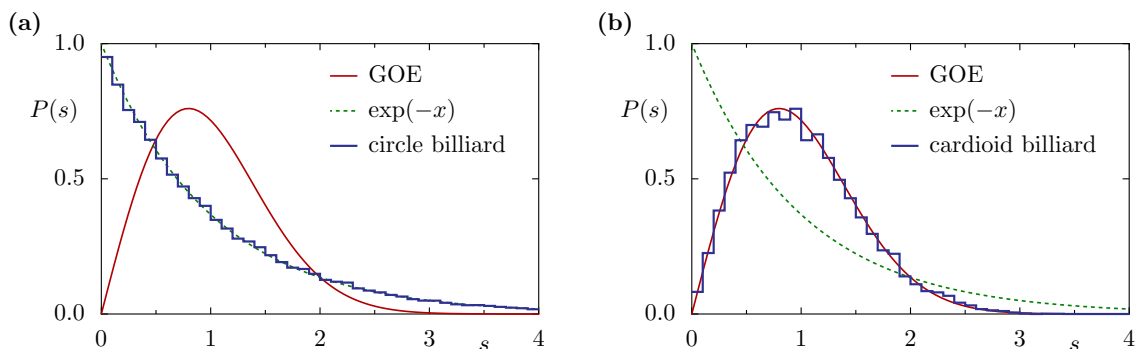 (a)
1.0
P(s)
0.5
0.0
0
1
2
3
s
4
GOE
exp(−x)
circle billiard
(b)
1.0
P(s)
0.5
0.0
0
1
2
3
s
4
GOE
exp(−x)
cardioid billiard